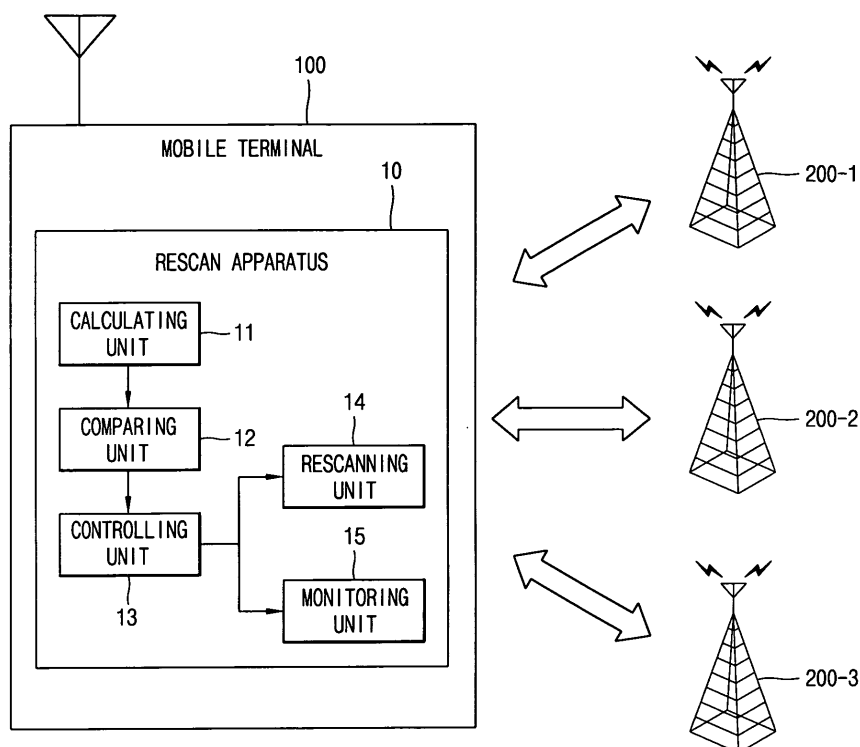 100
MOBILE TERMINAL
10
RESCAN APPARATUS
CALCULATING
UNIT
11
COMPARING
UNIT
12
CONTROLLING
UNIT
13
14
RESCANNING
UNIT
15
MONITORING
UNIT
200-1
200-2
200-3